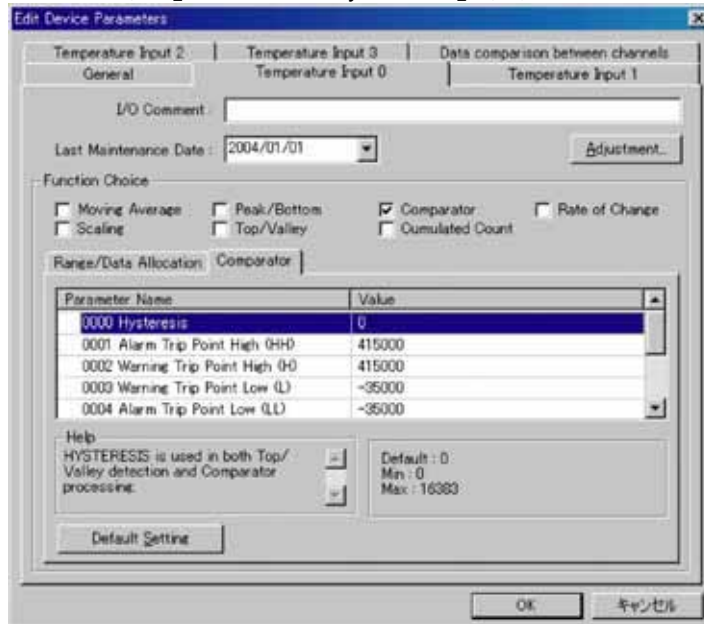 Edit Device Parameters
Temperature Input 2 Temperature Input 3 Data comparison between channels
General Temperature Input 0 Temperature Input 1
I/O Comment :
Last Maintenance Date : 2004/01/01 Adjustment...
Function Choice
Moving Average Peak/Bottom Comparator Rate of Change
Scaling Top/Valley Cumulated Count
Range/Data Allocation Comparator
Parameter Name Value
0000 Hysteresis 0
0001 Alarm Trip Point High (HH) 415000
0002 Warning Trip Point High (H) 415000
0003 Warning Trip Point Low (L) -35000
0004 Alarm Trip Point Low (LL) -35000
Help
HYSTERESIS is used in both Top/
Valley detection and Comparator
processing.
Default : 0
Min : 0
Max : 16383
Default Setting
OK キャンセル